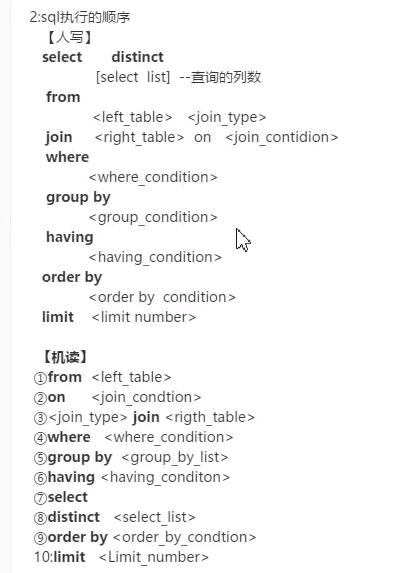 2:sql执行的顺序
【人写】
select distinct
[select list] --查询的列数
from
<left_table> <join_type>
join <right_table> on <join_contidion>
where
<where_condition>
group by
<group_condition>
having
<having_condition>
order by
<order by condition>
limit <limit number>
【机读】
①from <left_table>
②on <join_condtion>
③<join_type> join <rigth_table>
④where <where_condition>
⑤group by <group_by_list>
⑥having <having_conditon>
⑦select
⑧distinct <select_list>
⑨order by <order_by_condtion>
10:limit <Limit_number>